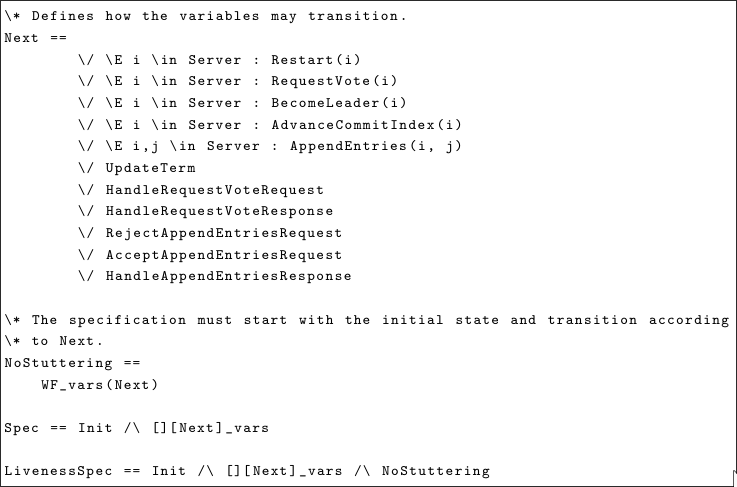 \* Defines how the variables may transition.
Next ==
        \/ \E i \in Server : Restart(i)
        \/ \E i \in Server : RequestVote(i)
        \/ \E i \in Server : BecomeLeader(i)
        \/ \E i \in Server : AdvanceCommitIndex(i)
        \/ \E i,j \in Server : AppendEntries(i, j)
        \/ UpdateTerm
        \/ HandleRequestVoteRequest
        \/ HandleRequestVoteResponse
        \/ RejectAppendEntriesRequest
        \/ AcceptAppendEntriesRequest
        \/ HandleAppendEntriesResponse

\* The specification must start with the initial state and transition according
\* to Next.
NoStuttering ==
    WF_vars(Next)

Spec == Init /\ [][Next]_vars

LivenessSpec == Init /\ [][Next]_vars /\ NoStuttering